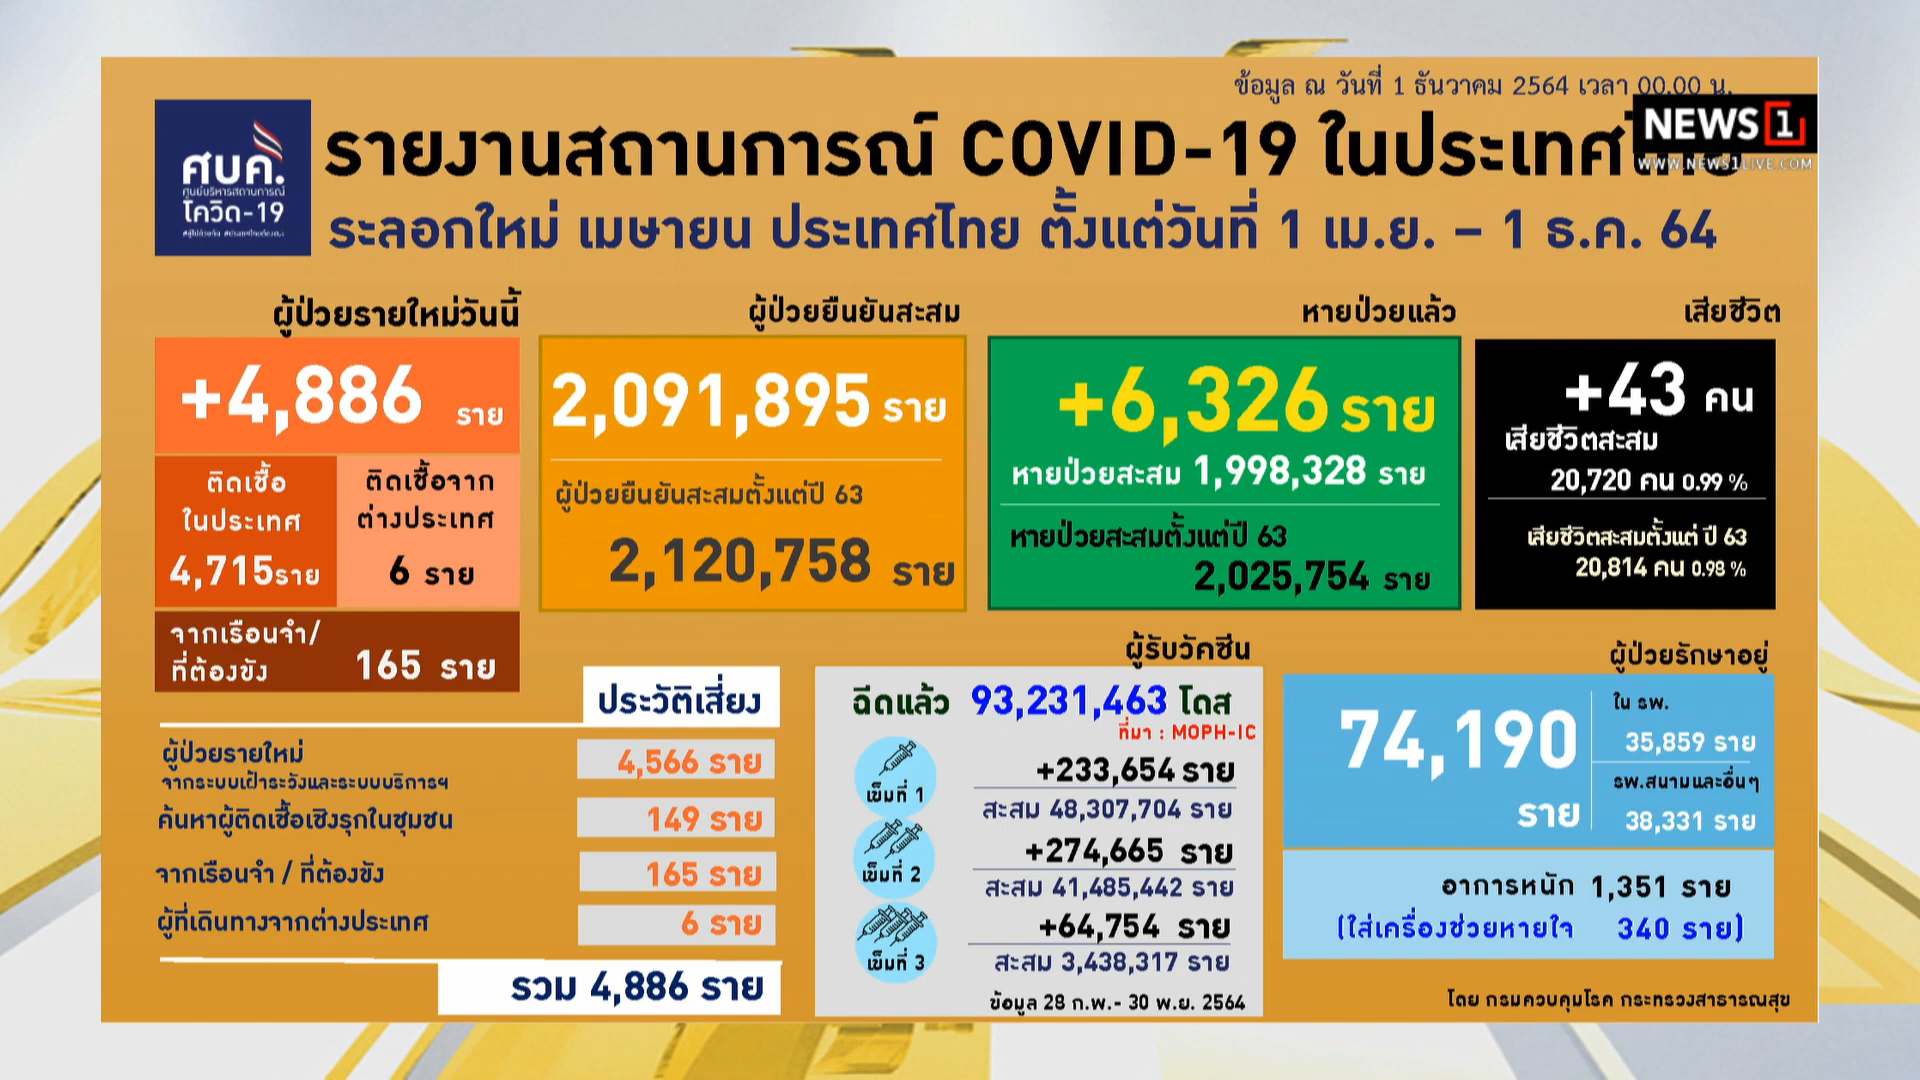 ข้อมูล ณ วันที่ 1 ธันวาคม 2564 เวลา 00.00 น.
NEWS 1
WWW.NEWS1LIVE.COM
ศบค.
ศูนย์บริหารสถานการณ์
โควิด-19
รายงานสถานการณ์ COVID-19 ในประเทศไทย
ระลอกใหม่ เมษายน ประเทศไทย ตั้งแต่วันที่ 1 เม.ย. – 1 ธ.ค. 64
ผู้ป่วยรายใหม่วันนี้
+4,886 ราย
ติดเชื้อ
ในประเทศ
4,715ราย
ติดเชื้อจาก
ต่างประเทศ
6 ราย
จากเรือนจำ/
ที่ต้องขัง
165 ราย
ผู้ป่วยยืนยันสะสม
2,091,895 ราย
ผู้ป่วยยืนยันสะสมตั้งแต่ปี 63
2,120,758 ราย
หายป่วยแล้ว
+6,326 ราย
หายป่วยสะสม 1,998,328 ราย
หายป่วยสะสมตั้งแต่ปี 63
2,025,754 ราย
เสียชีวิต
+43 คน
เสียชีวิตสะสม
20,720 คน 0.99 %
เสียชีวิตสะสมตั้งแต่ ปี 63
20,814 คน 0.98 %
ประวัติเสี่ยง
ผู้ป่วยรายใหม่
จากระบบเฝ้าระวังและระบบบริการฯ
4,566 ราย
ค้นหาผู้ติดเชื้อเชิงรุกในชุมชน 149 ราย
จากเรือนจำ / ที่ต้องขัง 165 ราย
ผู้ที่เดินทางจากต่างประเทศ 6 ราย
รวม 4,886 ราย
ผู้รับวัคซีน
ฉีดแล้ว 93,231,463 โดส
ที่มา : MOPH-IC
เข็มที่ 1
+233,654 ราย
สะสม 48,307,704 ราย
เข็มที่ 2
+274,665 ราย
สะสม 41,485,442 ราย
เข็มที่ 3
+64,754 ราย
สะสม 3,438,317 ราย
ข้อมูล 28 ก.พ.- 30 พ.ย. 2564
ผู้ป่วยรักษาอยู่
74,190
ราย
ใน รพ.
35,859 ราย
รพ.สนามและอื่นๆ
38,331 ราย
อาการหนัก 1,351 ราย
(ใส่เครื่องช่วยหายใจ 340 ราย)
โดย กรมควบคุมโรค กระทรวงสาธารณสุข